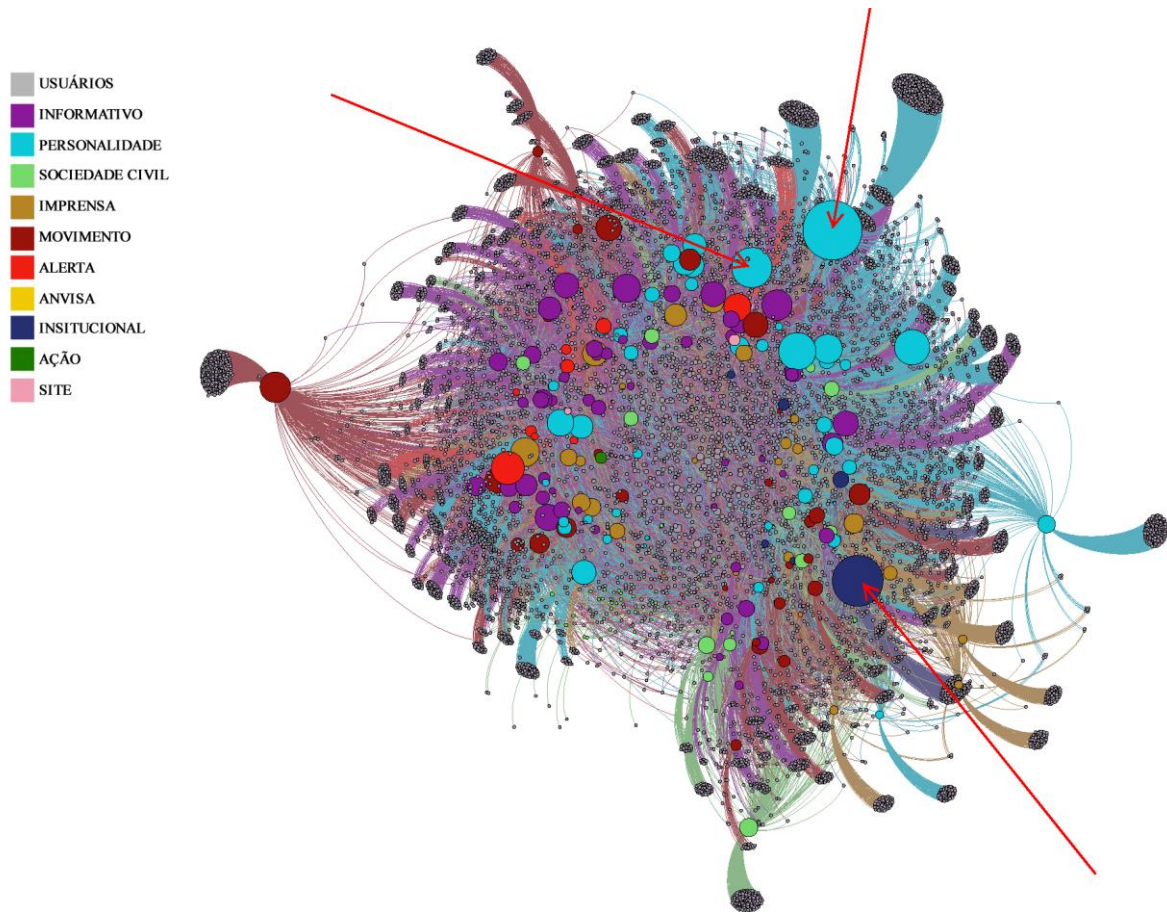 USUÁRIOS
INFORMATIVO
PERSONALIDADE
SOCIEDADE CIVIL
IMPRENSA
MOVIMENTO
ALERTA
ANVISA
INSITUCIONAL
AÇÃO
SITE